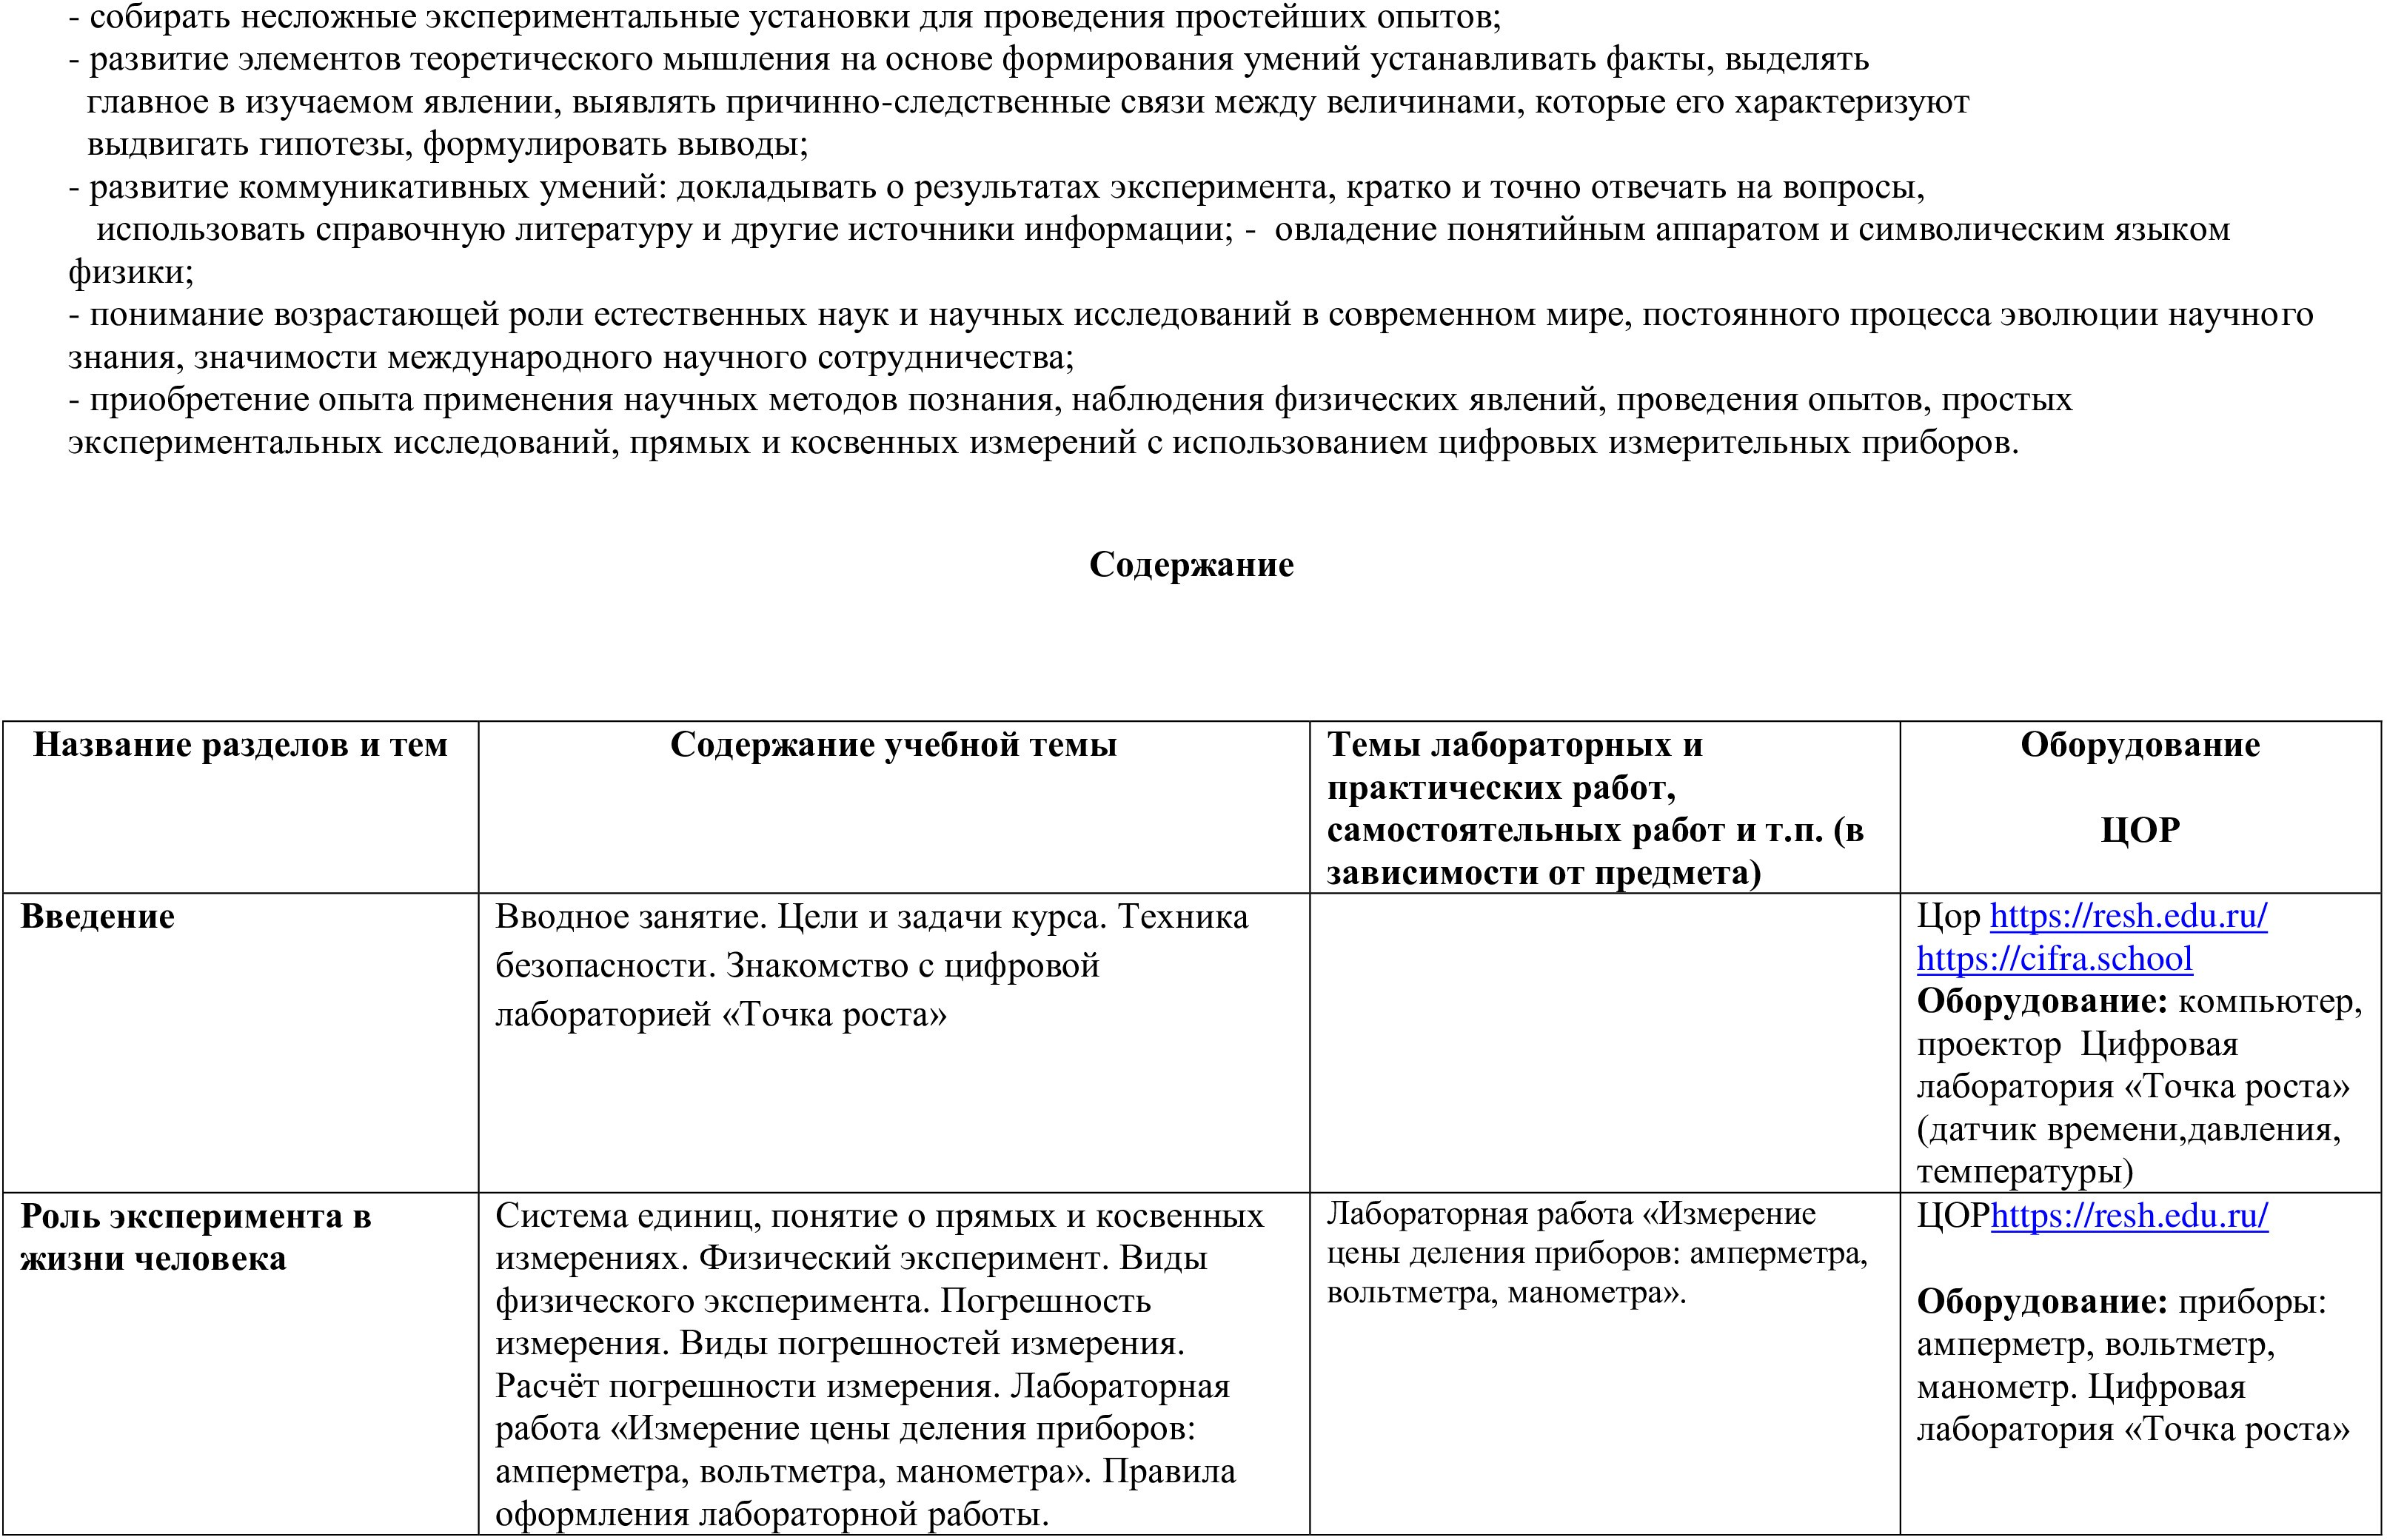 - собирать несложные экспериментальные установки для проведения простейших опытов;
- развитие элементов теоретического мышления на основе формирования умений устанавливать факты, выделять
главное в изучаемом явлении, выявлять причинно-следственные связи между величинами, которые его характеризуют
выдвигать гипотезы, формулировать выводы;
- развитие коммуникативных умений: докладывать о результатах эксперимента, кратко и точно отвечать на вопросы,
использовать справочную литературу и другие источники информации; - овладение понятийным аппаратом и символическим языком
физики;
- понимание возрастающей роли естественных наук и научных исследований в современном мире, постоянного процесса эволюции научного
знания, значимости международного научного сотрудничества;
- приобретение опыта применения научных методов познания, наблюдения физических явлений, проведения опытов, простых
экспериментальных исследований, прямых и косвенных измерений с использованием цифровых измерительных приборов.
Содержание
Название разделов и тем
Содержание учебной темы
Темы лабораторных и
практических работ,
самостоятельных работ и т.п. (в
зависимости от предмета)
Оборудование
ЦОР
Введение
Вводное занятие. Цели и задачи курса. Техника
безопасности. Знакомство с цифровой
лабораторией «Точка роста»
Цор https://resh.edu.ru/
https://cifra.school
Оборудование: компьютер,
проектор Цифровая
лаборатория «Точка роста»
(датчик времени,давления,
температуры)
Роль эксперимента в
жизни человека
Система единиц, понятие о прямых и косвенных
измерениях. Физический эксперимент. Виды
физического эксперимента. Погрешность
измерения. Виды погрешностей измерения.
Расчёт погрешности измерения. Лабораторная
работа «Измерение цены деления приборов:
амперметра, вольтметра, манометра». Правила
оформления лабораторной работы.
Лабораторная работа «Измерение
цены деления приборов: амперметра,
вольтметра, манометра».
ЦОРhttps://resh.edu.ru/
Оборудование: приборы:
амперметр, вольтметр,
манометр. Цифровая
лаборатория «Точка роста»